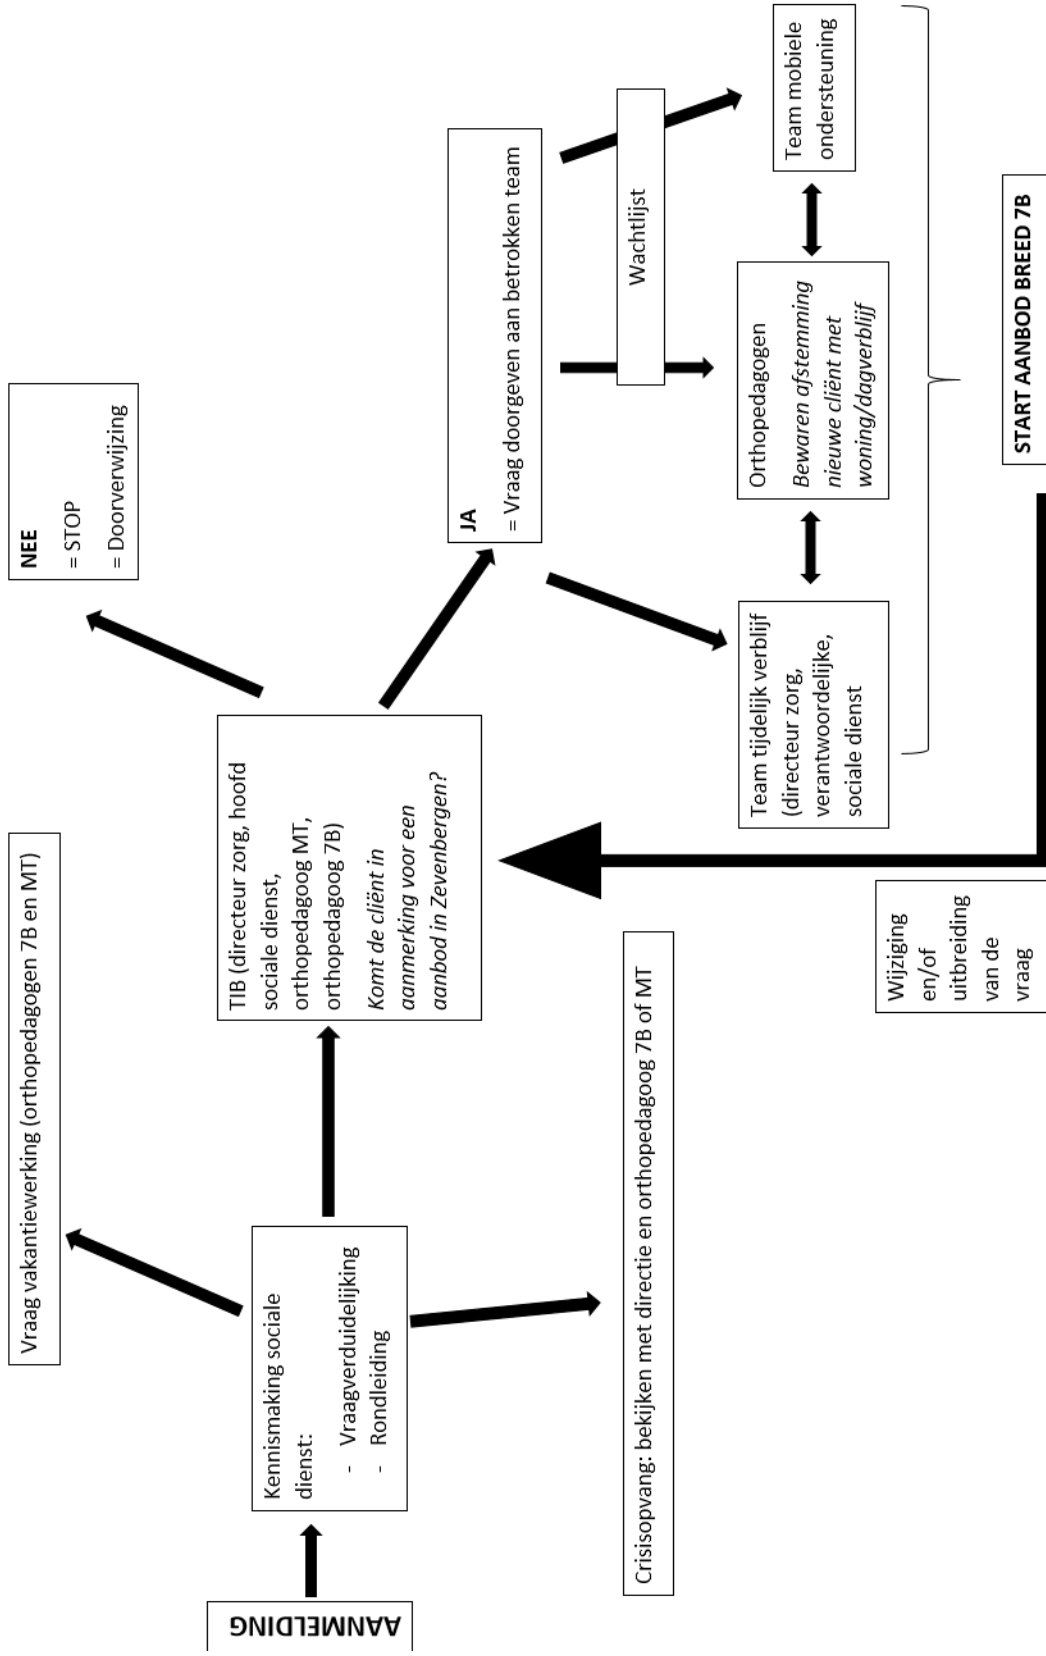 AANMELDING
Kennismaking sociale
dienst:
- Vraagverduidelijking
- Rondleiding
Vraag vakantiewerking (orthopedagogen 7B en MT)
Crisisopvang: bekijken met directie en orthopedagoog 7B of MT
TIB (directeur zorg, hoofd
sociale dienst,
orthopedagoog MT,
orthopedagoog 7B)
Komt de cliënt in
aanmerking voor een
aanbod in Zevenbergen?
NEE
= STOP
= Doorverwijzing
JA
= Vraag doorgeven aan betrokken team
Wachtlijst
Team tijdelijk verblijf
(directeur zorg,
verantwoordelijke,
sociale dienst
Orthopedagogen
Bewaren afstemming
nieuwe cliënt met
woning/dagverblijf
Team mobiele
ondersteuning
Wijziging
en/of
uitbreiding
van de
vraag
START AANBOD BREED 7B